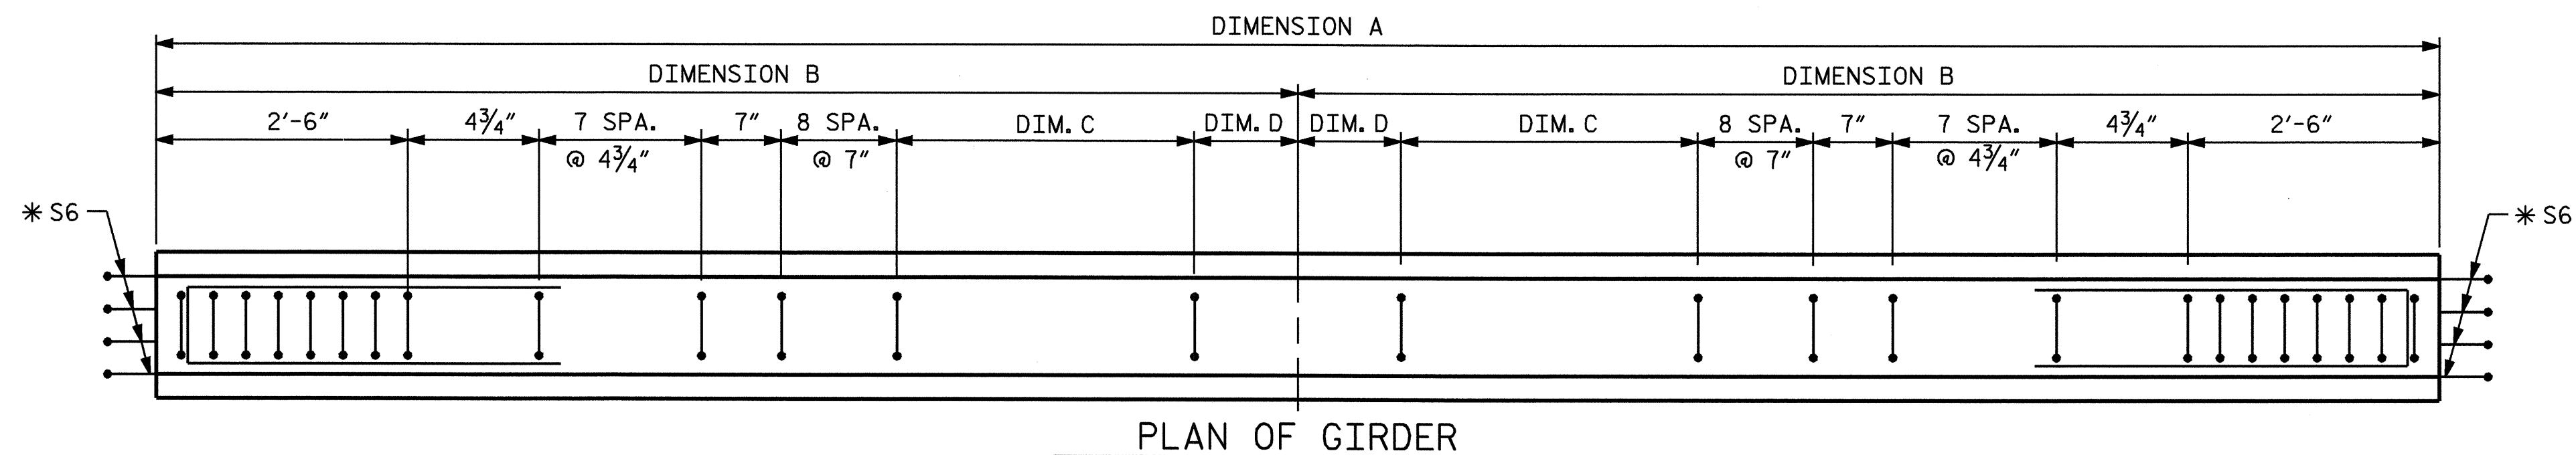 DIMENSION A
DIMENSION B DIMENSION B
2'-6" 4¾" 7 SPA. 7" 8 SPA. DIM. C DIM. D DIM. D DIM. C 8 SPA. 7" 7 SPA. 4¾" 2'-6"
@ 4¾" @ 7" @ 7" @ 4¾"
* S6 * S6
PLAN OF GIRDER